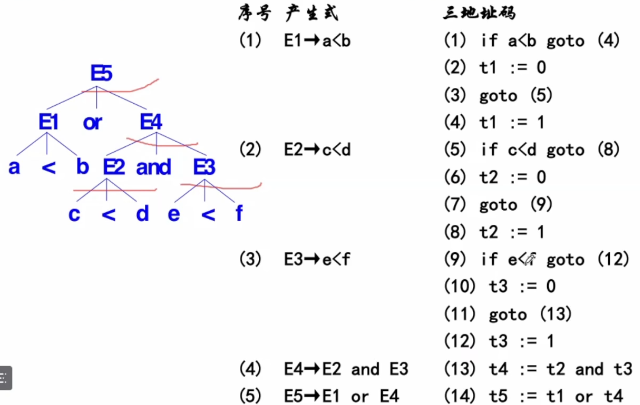 序号 产生式 三地址码
(1) E1→a<b (1) if a<b goto (4)
(2) t1 := 0
E5
(3) goto (5)
E1 or E4
(4) t1 := 1
(2) E2→c<d (5) if c<d goto (8)
a < b E2 and E3
(6) t2 := 0
(7) goto (9)
c < d e < f
(8) t2 := 1
(3) E3→e<f (9) if e<f goto (12)
(10) t3 := 0
(11) goto (13)
(12) t3 := 1
(4) E4→E2 and E3 (13) t4 := t2 and t3
(5) E5→E1 or E4 (14) t5 := t1 or t4